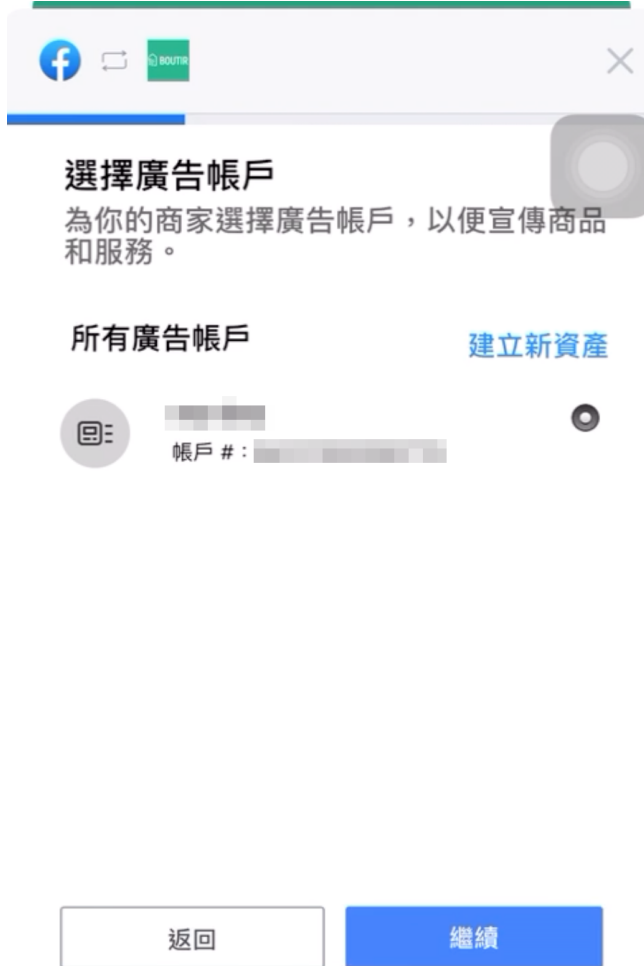 BOUTIR
選擇廣告帳戶
為你的商家選擇廣告帳戶，以便宣傳商品
和服務。
所有廣告帳戶
建立新資產
帳戶 #：
返回
繼續